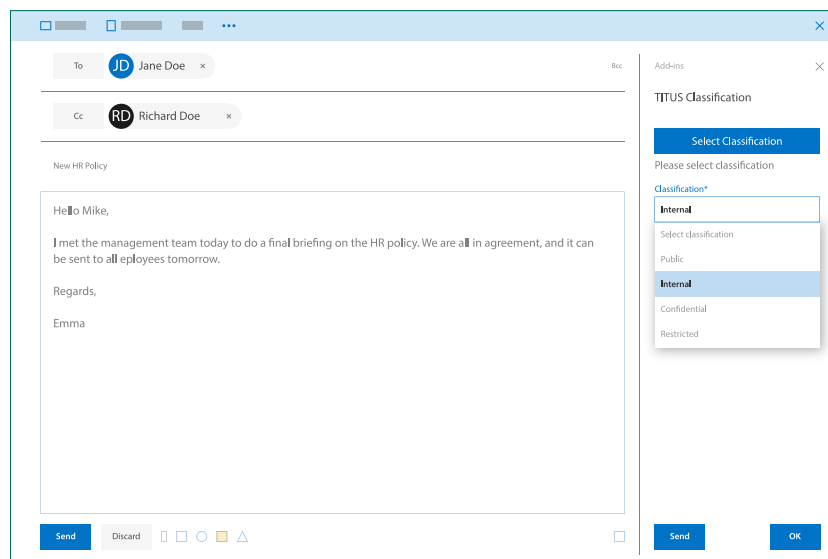 To
JD
Jane Doe ×
Bcc
Cc
RD
Richard Doe ×
New HR Policy
Hello Mike,
I met the management team today to do a final briefing on the HR policy. We are all in agreement, and it can
be sent to all eployees tomorrow.
Regards,
Emma
Send
Discard
Add-ins
TITUS Classification
Select Classification
Please select classification
Classification*
Internal
Select classification
Public
Internal
Confidential
Restricted
Send
OK